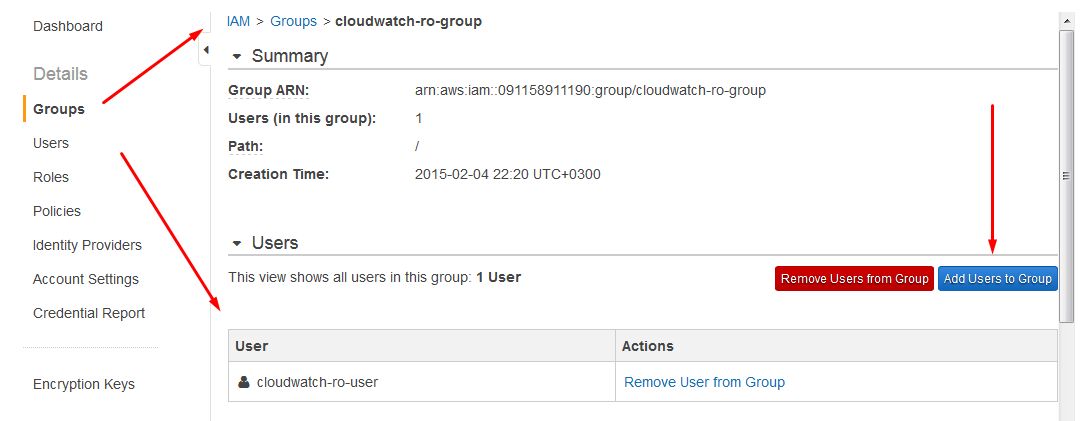 Dashboard
Details
Groups
Users
Roles
Policies
Identity Providers
Account Settings
Credential Report
Encryption Keys
IAM > Groups > cloudwatch-ro-group
Summary
Group ARN: arn:aws:iam::091158911190:group/cloudwatch-ro-group
Users (in this group): 1
Path: /
Creation Time: 2015-02-04 22:20 UTC+0300
Users
This view shows all users in this group: 1 User Remove Users from Group Add Users to Group
User Actions
cloudwatch-ro-user Remove User from Group